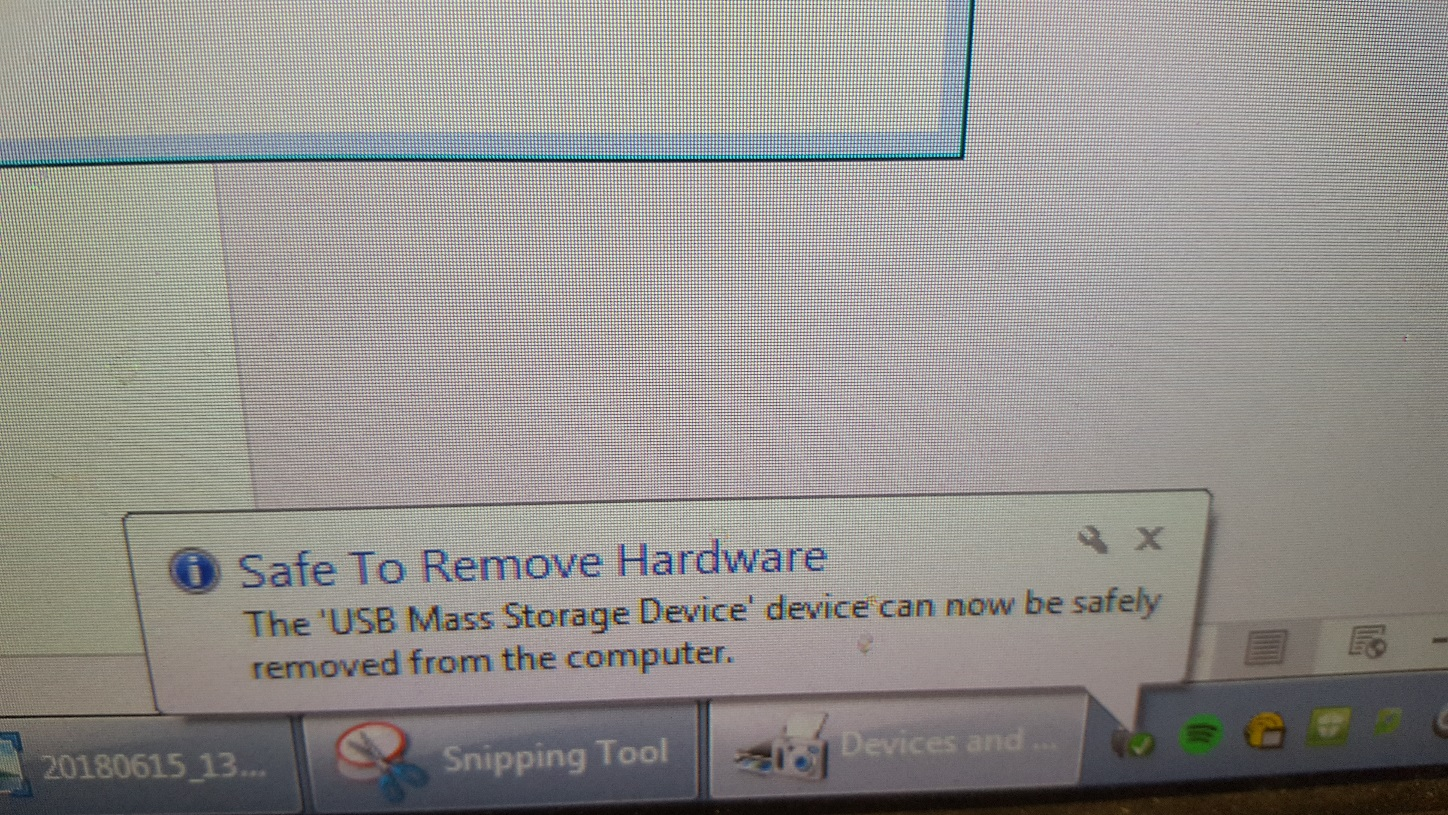 Safe To Remove Hardware
The 'USB Mass Storage Device' device can now be safely
removed from the computer.
20180615_13...
Snipping Tool
Devices and ...